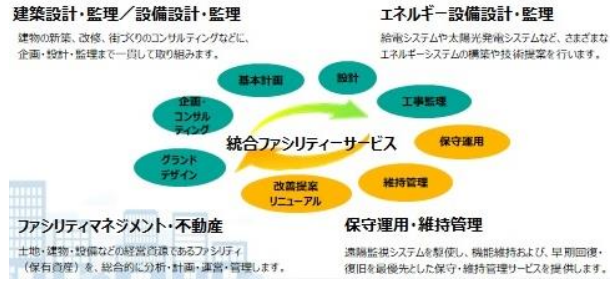 建築設計・監理／設備設計・監理
建物の新築、改修、街づくりのコンサルティングなどに、
企画・設計・監理まで一貫して取り組みます。
エネルギー設備設計・監理
給電システムや太陽光発電システムなど、さまざまな
エネルギーシステムの構築や技術提案を行います。
基本計画
設計
企画・
コンサル
ティング
工事監理
統合ファシリティーサービス
保守運用
グランド
デザイン
維持管理
改善提案
リニューアル
ファシリティマネジメント・不動産
土地・建物・設備などの経営資源であるファシリティ
（保有資産）を、総合的に分析・計画・運営・管理します。
保守運用・維持管理
遠隔監視システムを駆使し、機能維持および、早期回復・
復旧を最優先とした保守・維持管理サービスを提供します。